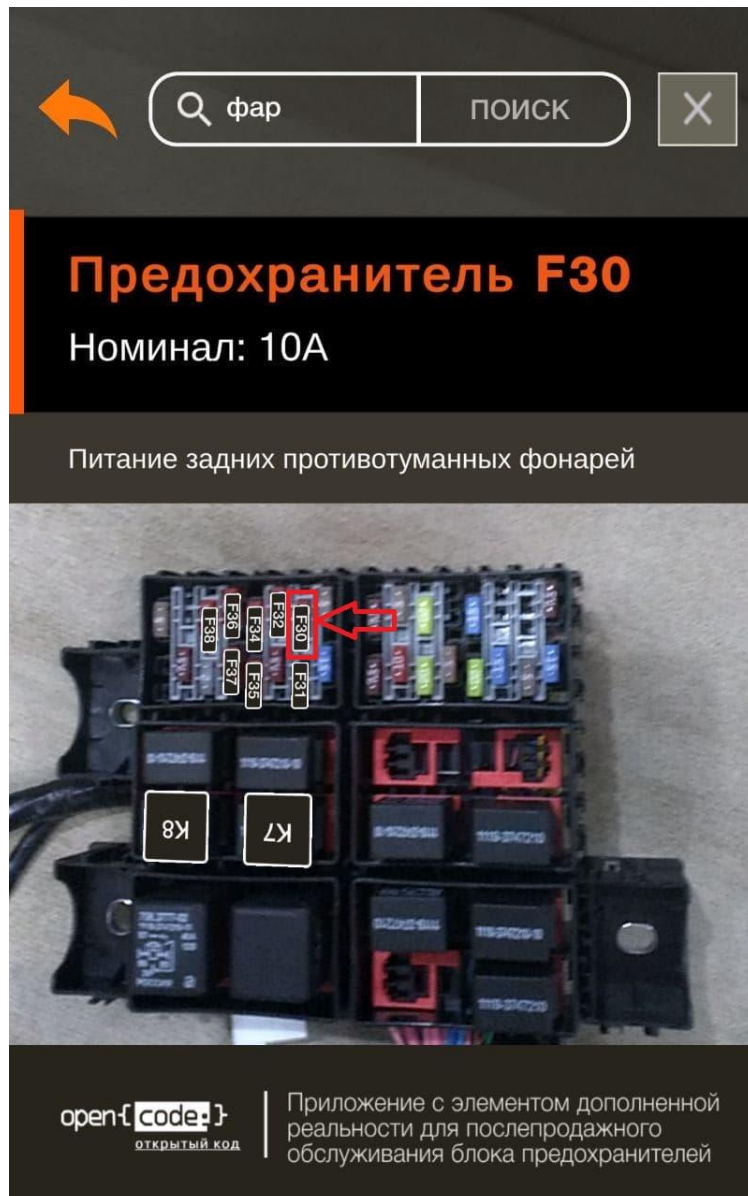 фар
ПОИСК
Предохранитель F30
Номинал: 10А
Питание задних противотуманных фонарей
F38
F36
F34
F32
F30
F37
F35
F31
K8
K7
open{code:}
открытый код
Приложение с элементом дополненной
реальности для послепродажного
обслуживания блока предохранителей